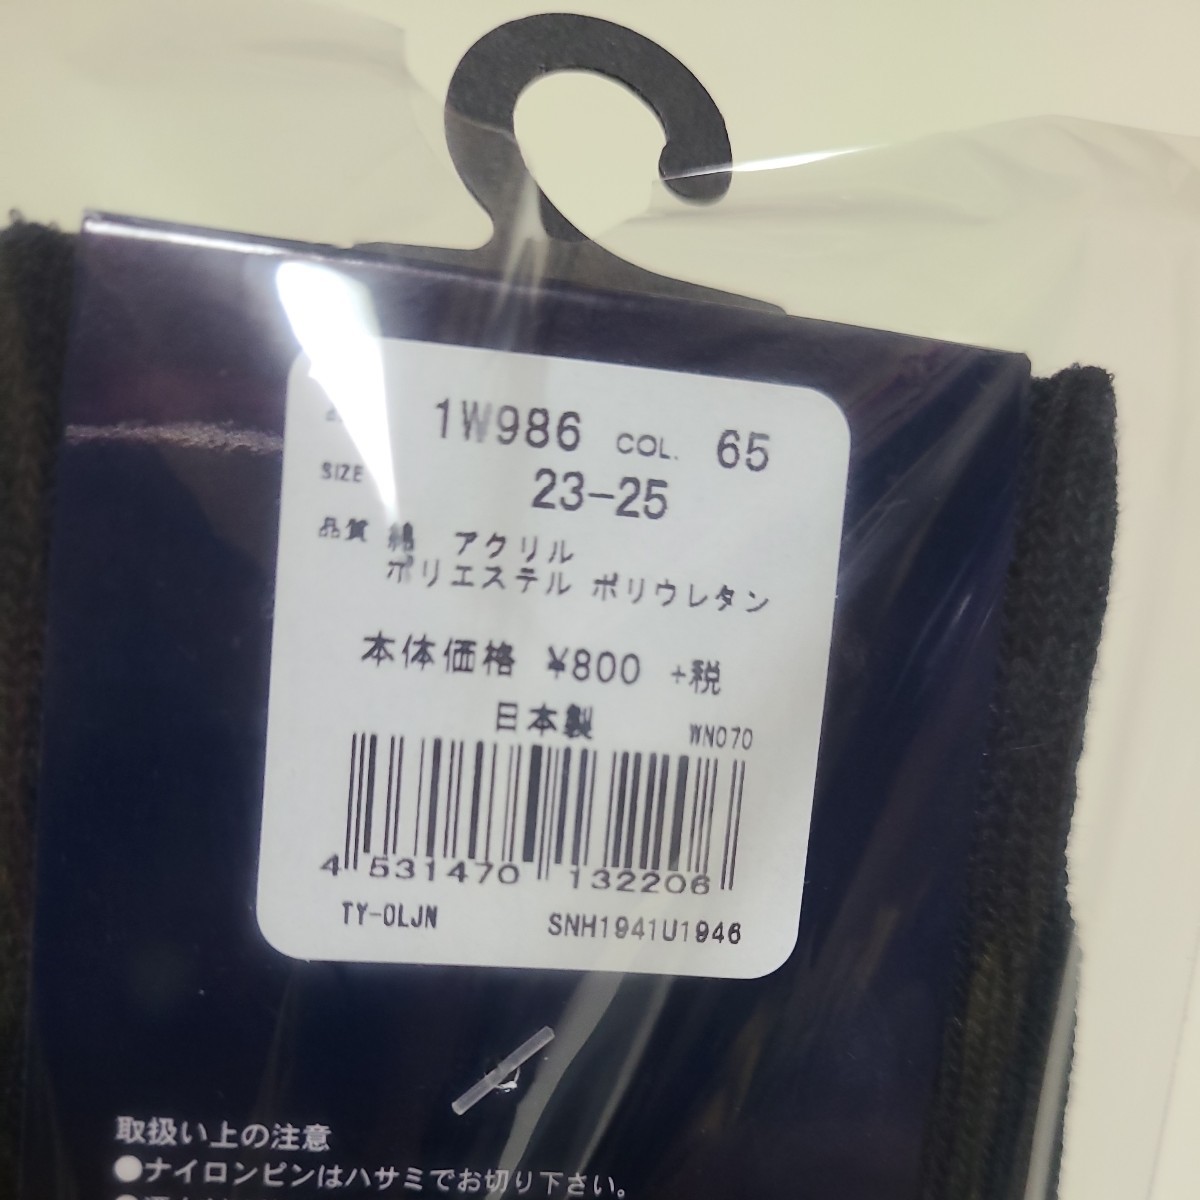 1W986 COL. 65
SIZE 23-25
品質 綿 アクリル
ポリエステル ポリウレタン
本体価格 ¥800 +税
日本製 WN070
4 531470 132206
TY-OLJN SNH1941U1946
取扱い上の注意
●ナイロンピンはハサミでお切り下さい。